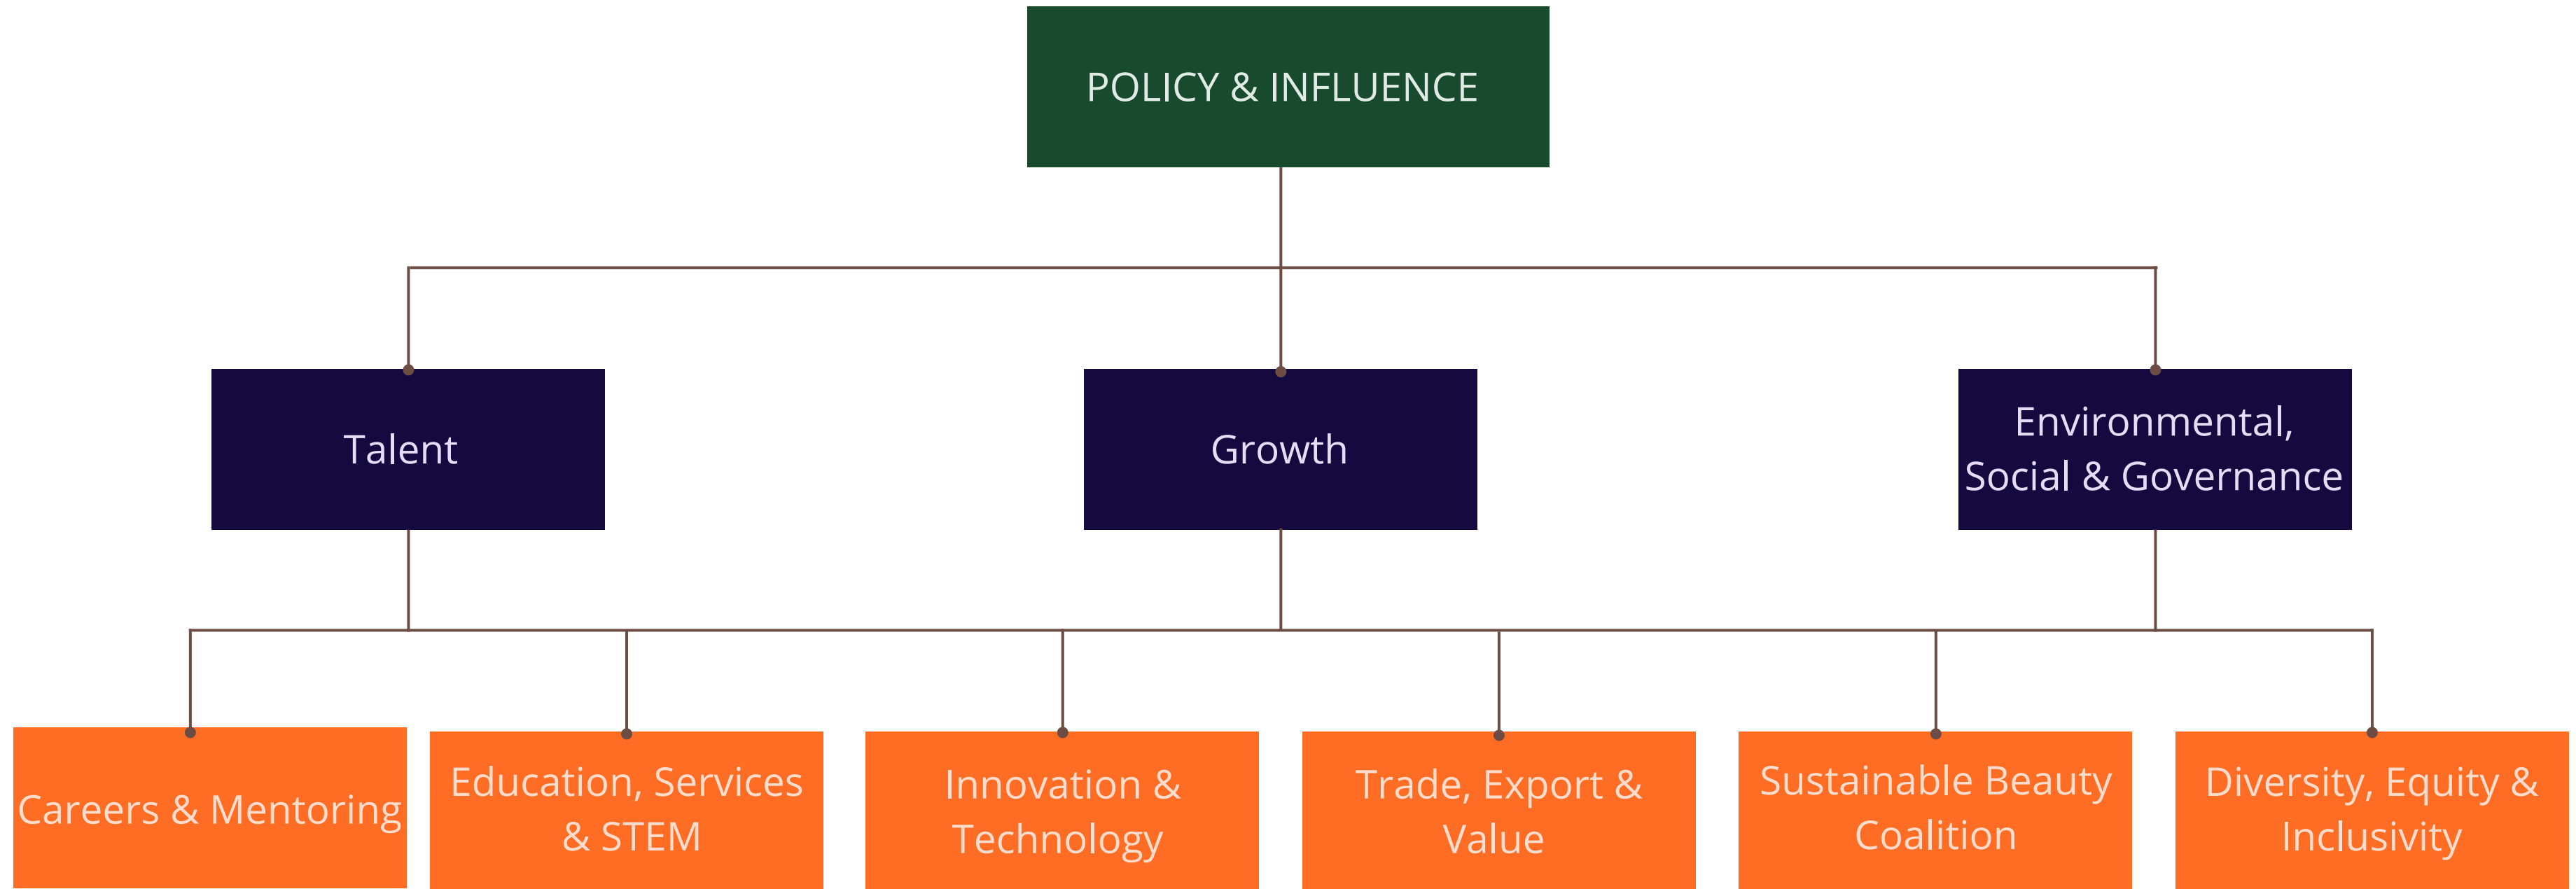 POLICY & INFLUENCE
Talent
Growth
Environmental,
Social & Governance
Careers & Mentoring
Education, Services
& STEM
Innovation &
Technology
Trade, Export &
Value
Sustainable Beauty
Coalition
Diversity, Equity &
Inclusivity